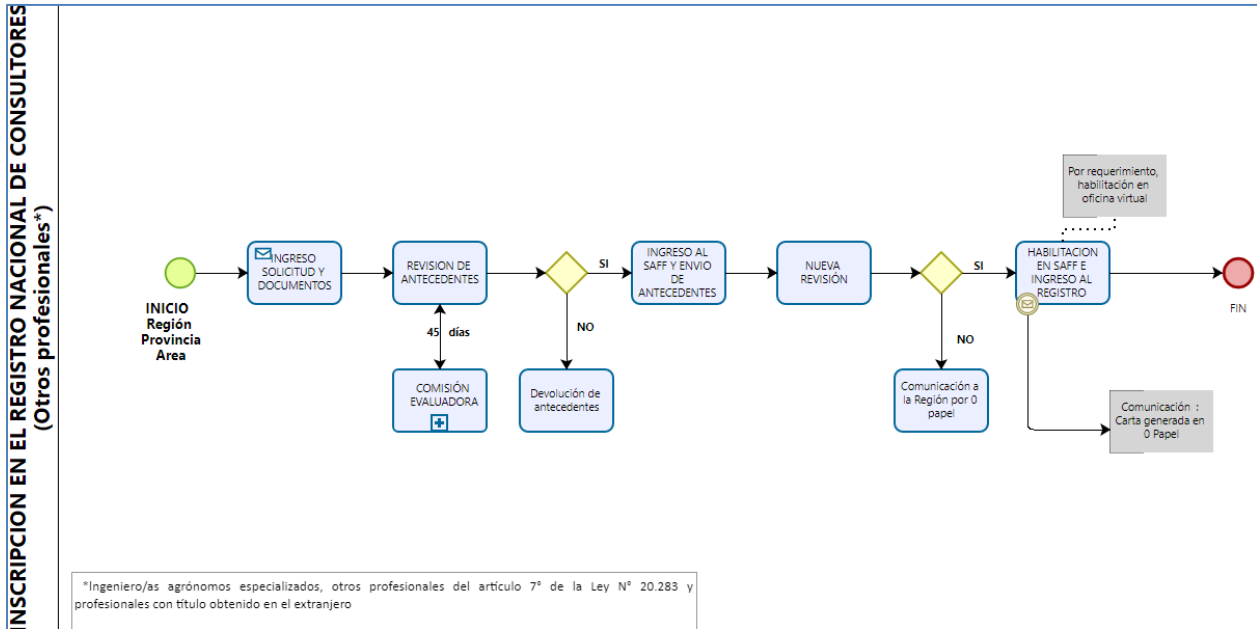 INSCRIPCION EN EL REGISTRO NACIONAL DE CONSULTORES
(Otros profesionales*)
INICIO
Región
Provincia
Area
INGRESO
SOLICITUD Y
DOCUMENTOS
REVISION DE
ANTECEDENTES
45 días
COMISIÓN
EVALUADORA
SI
NO
Devolución de
antecedentes
INGRESO AL
SAFF Y ENVIO
DE
ANTECEDENTES
NUEVA
REVISIÓN
SI
NO
Comunicación a
la Región por 0
papel
Por requerimiento,
habilitación en
oficina virtual
HABILITACION
EN SAFF E
INGRESO AL
REGISTRO
Comunicación :
Carta generada en
0 Papel
FIN
*Ingeniero/as agrónomos especializados, otros profesionales del artículo 7° de la Ley N° 20.283 y
profesionales con título obtenido en el extranjero